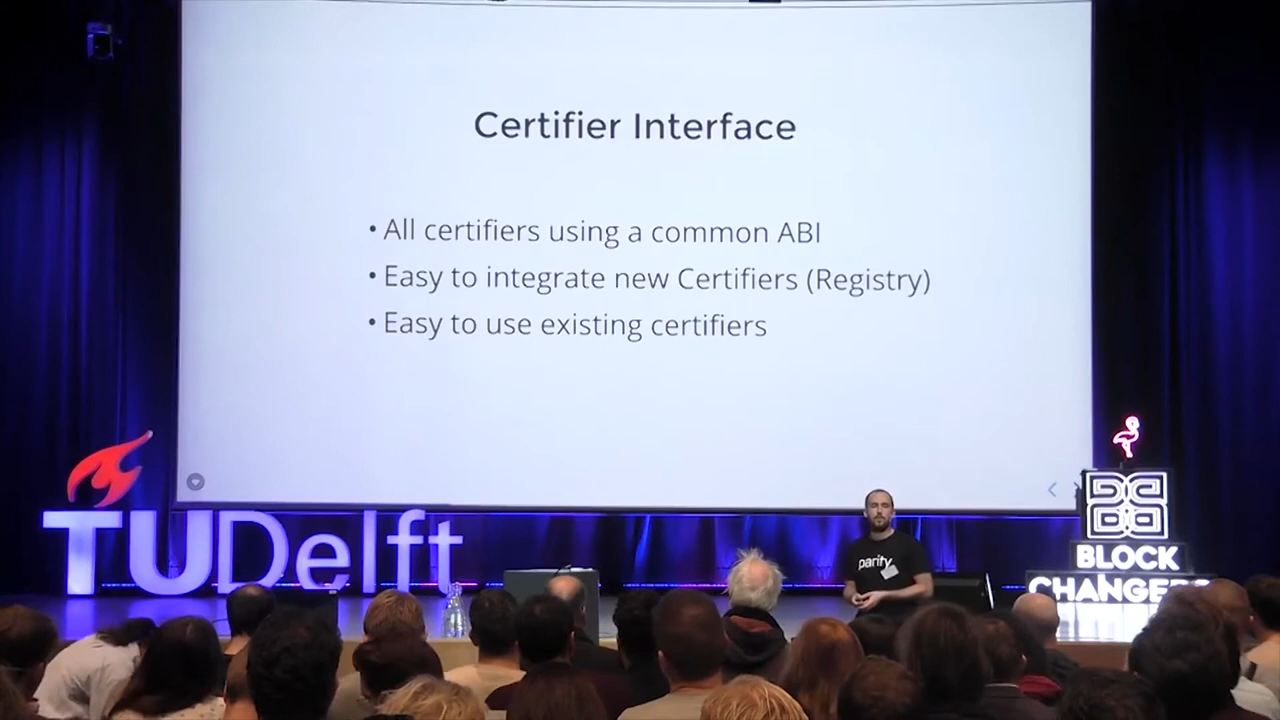 Certifier Interface
• All certifiers using a common ABI
• Easy to integrate new Certifiers (Registry)
• Easy to use existing certifiers
TUDelft
parity
BLOCK
CHANGERS